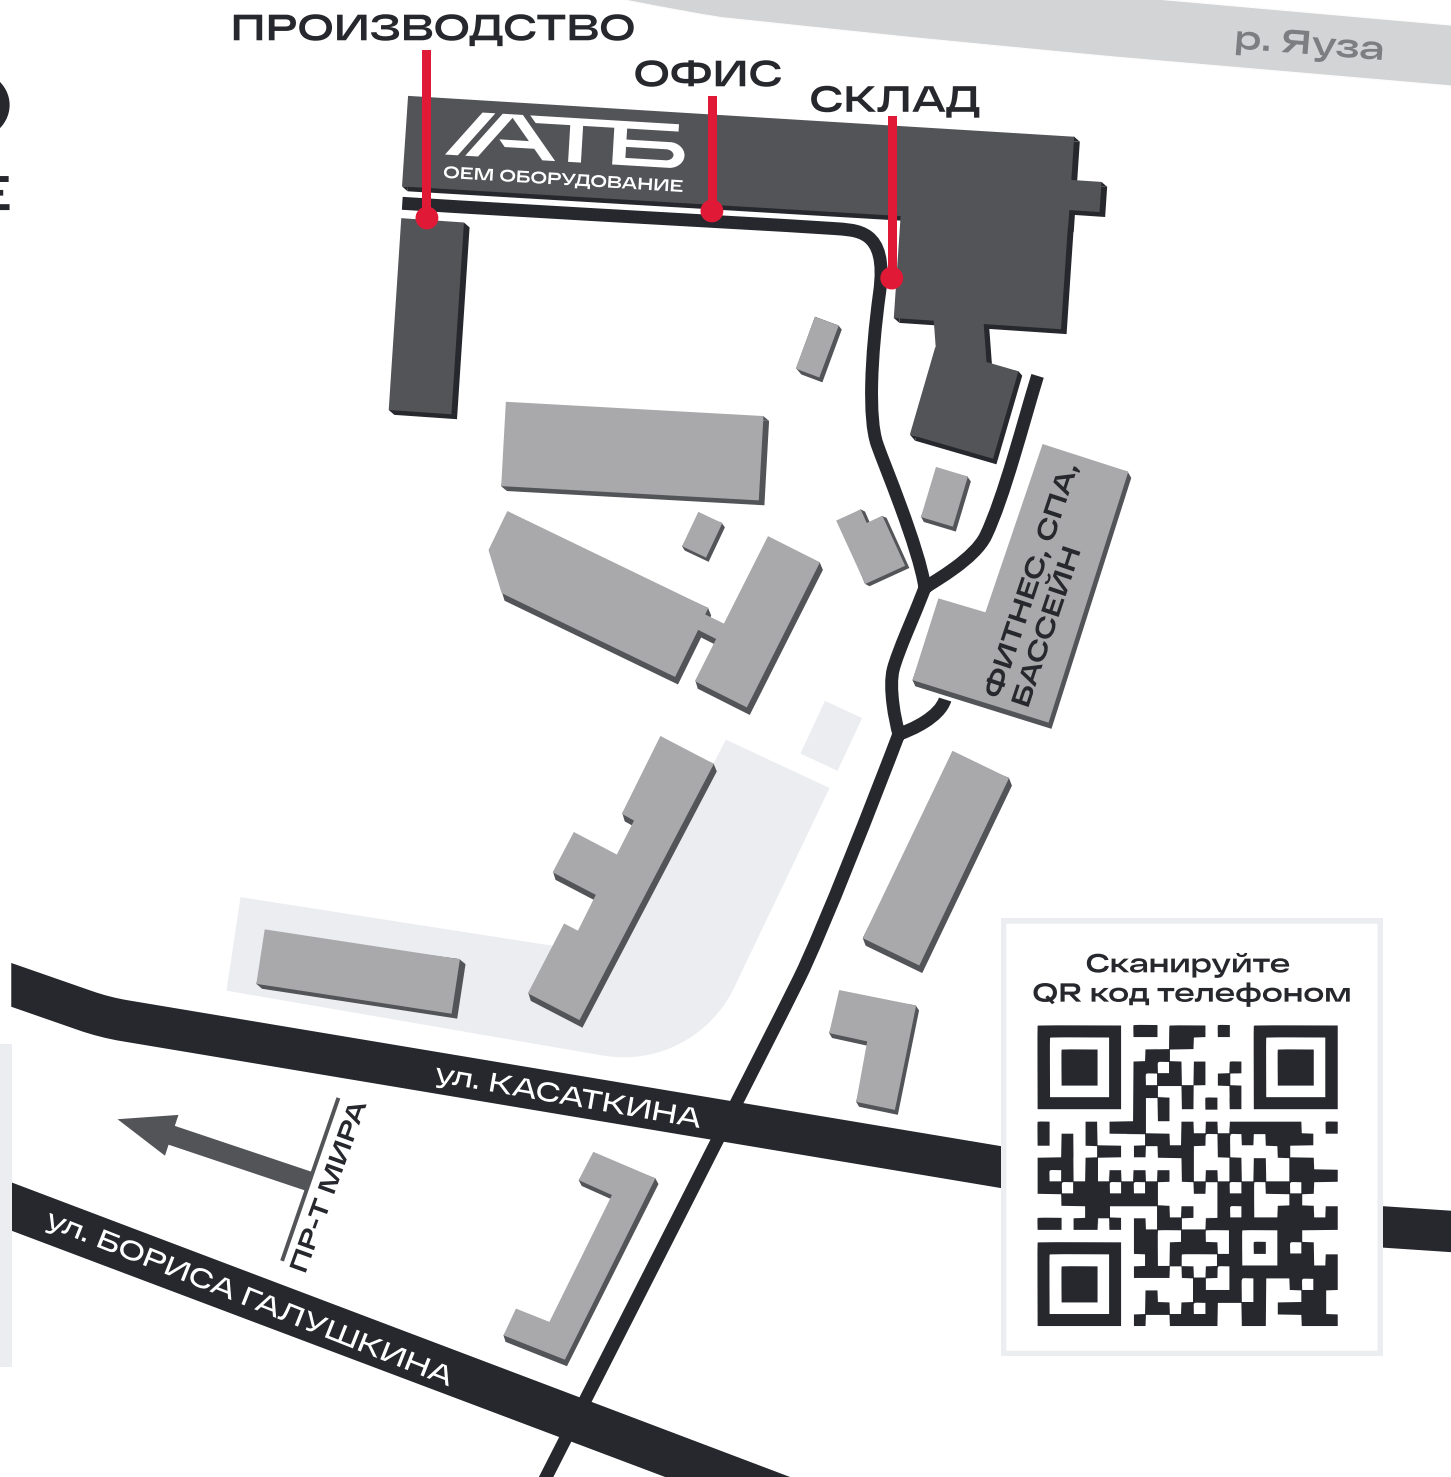 ПРОИЗВОДСТВО
р. Яуза
ОФИС
СКЛАД
АТБ
ОЕМ ОБОРУДОВАНИЕ
Е
ФИТНЕС, СПА,
БАССЕЙН
Сканируйте
QR код телефоном
ул. КАСАТКИНА
ПР-Т МИРА
ул. БОРИСА ГАЛУШКИНА